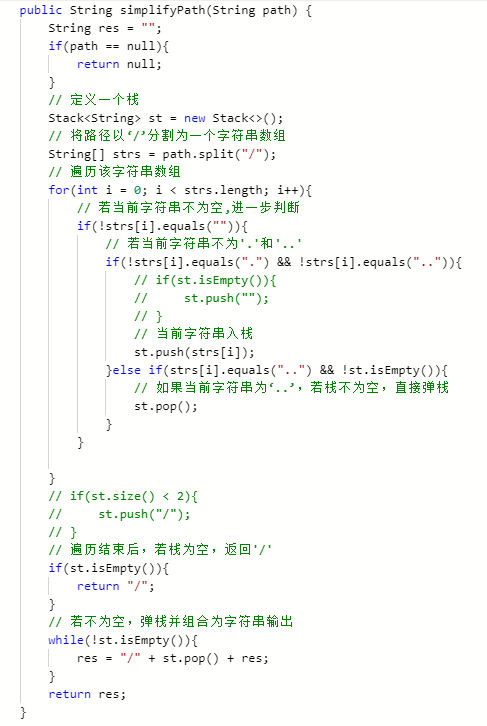 public String simplifyPath(String path) {
    String res = "";
    if(path == null){
        return null;
    }
    // 定义一个栈
    Stack<String> st = new Stack<>();
    // 将路径以‘/’分割为一个字符串数组
    String[] strs = path.split("/");
    // 遍历该字符串数组
    for(int i = 0; i < strs.length; i++){
        // 若当前字符串不为空,进一步判断
        if(!strs[i].equals("")){
            // 若当前字符串不为'.'和'..'
            if(!strs[i].equals(".") && !strs[i].equals("..")){
                // if(st.isEmpty()){
                //     st.push("");
                // }
                // 当前字符串入栈
                st.push(strs[i]);
            }else if(strs[i].equals("..") && !st.isEmpty()){
                // 如果当前字符串为‘..’，若栈不为空，直接弹栈
                st.pop();
            }
        }
    }
    // if(st.size() < 2){
    //     st.push("/");
    // }
    // 遍历结束后，若栈为空，返回'/'
    if(st.isEmpty()){
        return "/";
    }
    // 若不为空，弹栈并组合为字符串输出
    while(!st.isEmpty()){
        res = "/" + st.pop() + res;
    }
    return res;
}